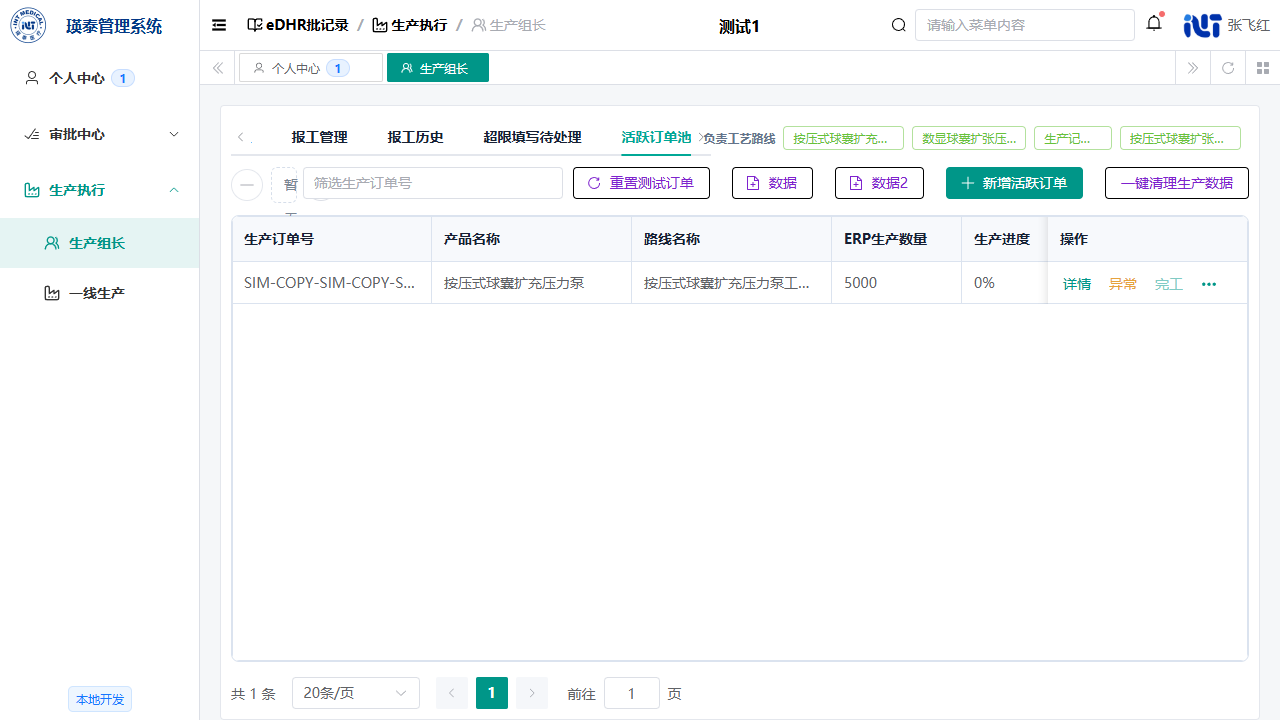 瑛泰管理系统
个人中心 1
审批中心
生产执行
生产组长
一线生产
本地开发
eDHR批记录 / 生产执行 / 生产组长
测试1
请输入菜单内容
张飞红
个人中心 1
生产组长
报工管理
报工历史
超限填写待处理
活跃订单池
负责工艺路线
按压式球囊扩充...
数显球囊扩张压...
生产记...
按压式球囊扩张...
暂
筛选生产订单号
重置测试订单
数据
数据2
新增活跃订单
一键清理生产数据
生产订单号 产品名称 路线名称 ERP生产数量 生产进度 操作
SIM-COPY-SIM-COPY-S... 按压式球囊扩充压力泵 按压式球囊扩充压力泵工... 5000 0% 详情 异常 完工
共 1 条 20条/页 1 前往 1 页